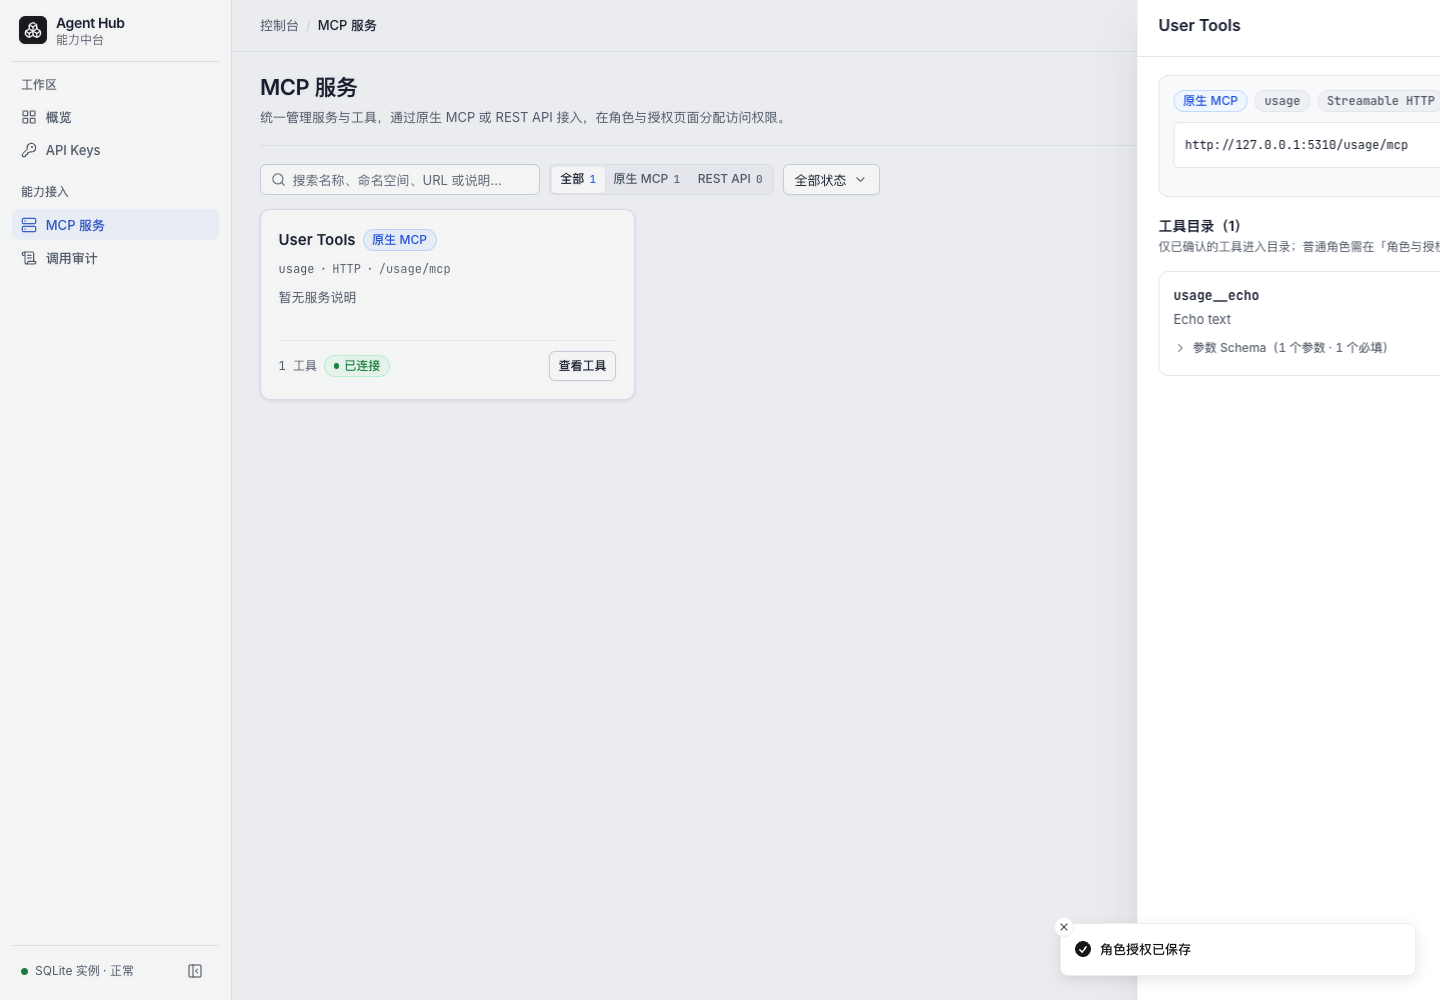 Agent Hub
能力中台
工作区
概览
API Keys
能力接入
MCP 服务
调用审计
SQLite 实例 · 正常
控制台 / MCP 服务
MCP 服务
统一管理服务与工具，通过原生 MCP 或 REST API 接入，在角色与授权页面分配访问权限。
搜索名称、命名空间、URL 或说明...
全部 1 原生 MCP 1 REST API 0
全部状态
User Tools 原生 MCP
usage · HTTP · /usage/mcp
暂无服务说明
1 工具 已连接 查看工具
User Tools
原生 MCP usage Streamable HTTP
http://127.0.0.1:5310/usage/mcp
工具目录（1）
仅已确认的工具进入目录；普通角色需在「角色与授权
usage__echo
Echo text
参数 Schema（1 个参数 · 1 个必填）
角色授权已保存